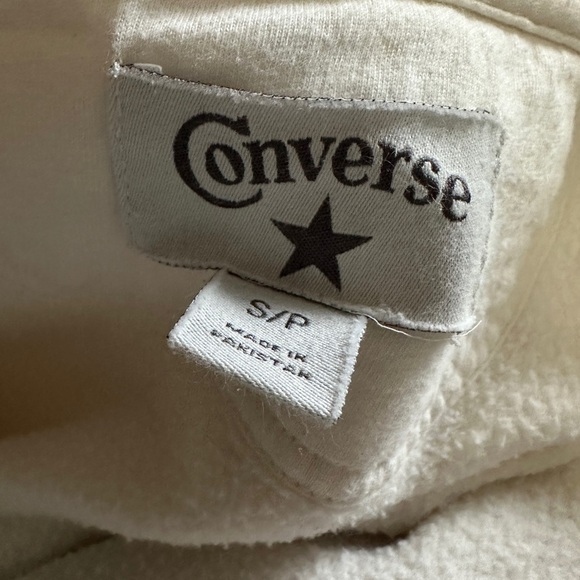 Converse
S/P
MADE IN
PAKISTAN